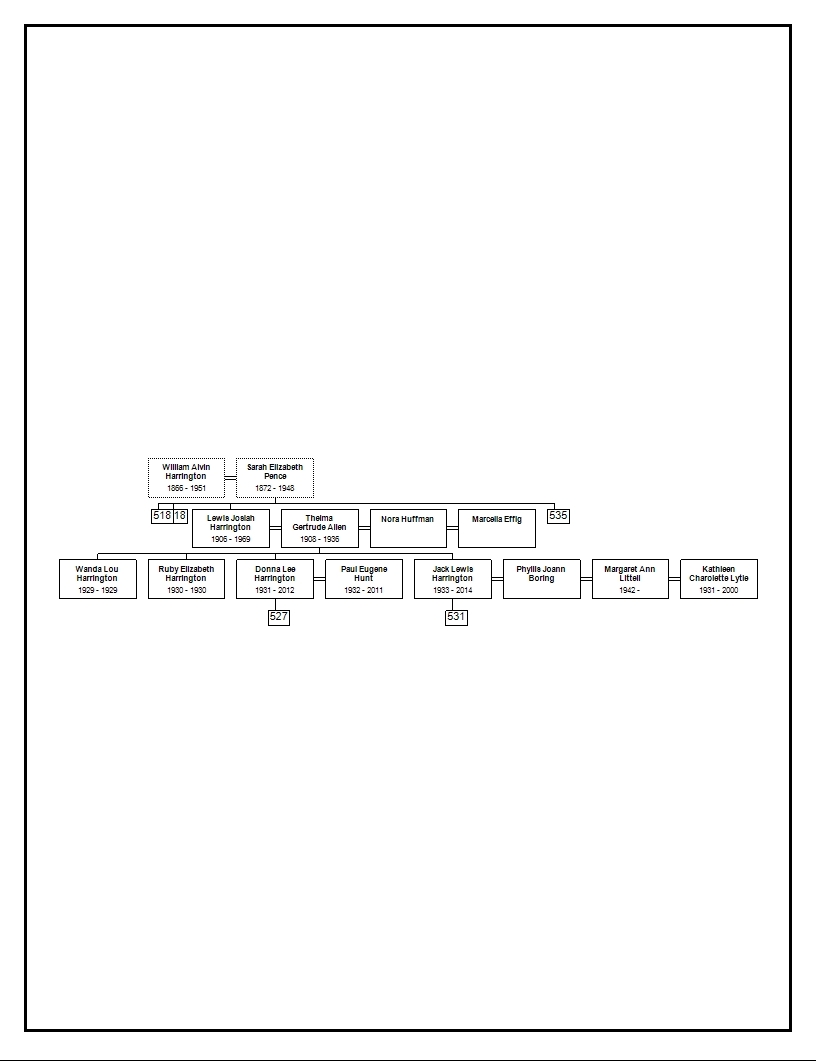 William Alvin
Harrington
1866 - 1951
Sarah Elizabeth
Pence
1872 - 1948
518
18
Lewis Josiah
Harrington
1906 - 1969
Thelma
Gertrude Allen
1908 - 1936
Nora Huffman
Marcella Effig
535
Wanda Lou
Harrington
1929 - 1929
Ruby Elizabeth
Harrington
1930 - 1930
Donna Lee
Harrington
1931 - 2012
Paul Eugene
Hunt
1932 - 2011
Jack Lewis
Harrington
1933 - 2014
Phyllis Joann
Boring
Margaret Ann
Littell
1942 -
Kathleen
Charolette Lytle
1931 - 2000
527
531